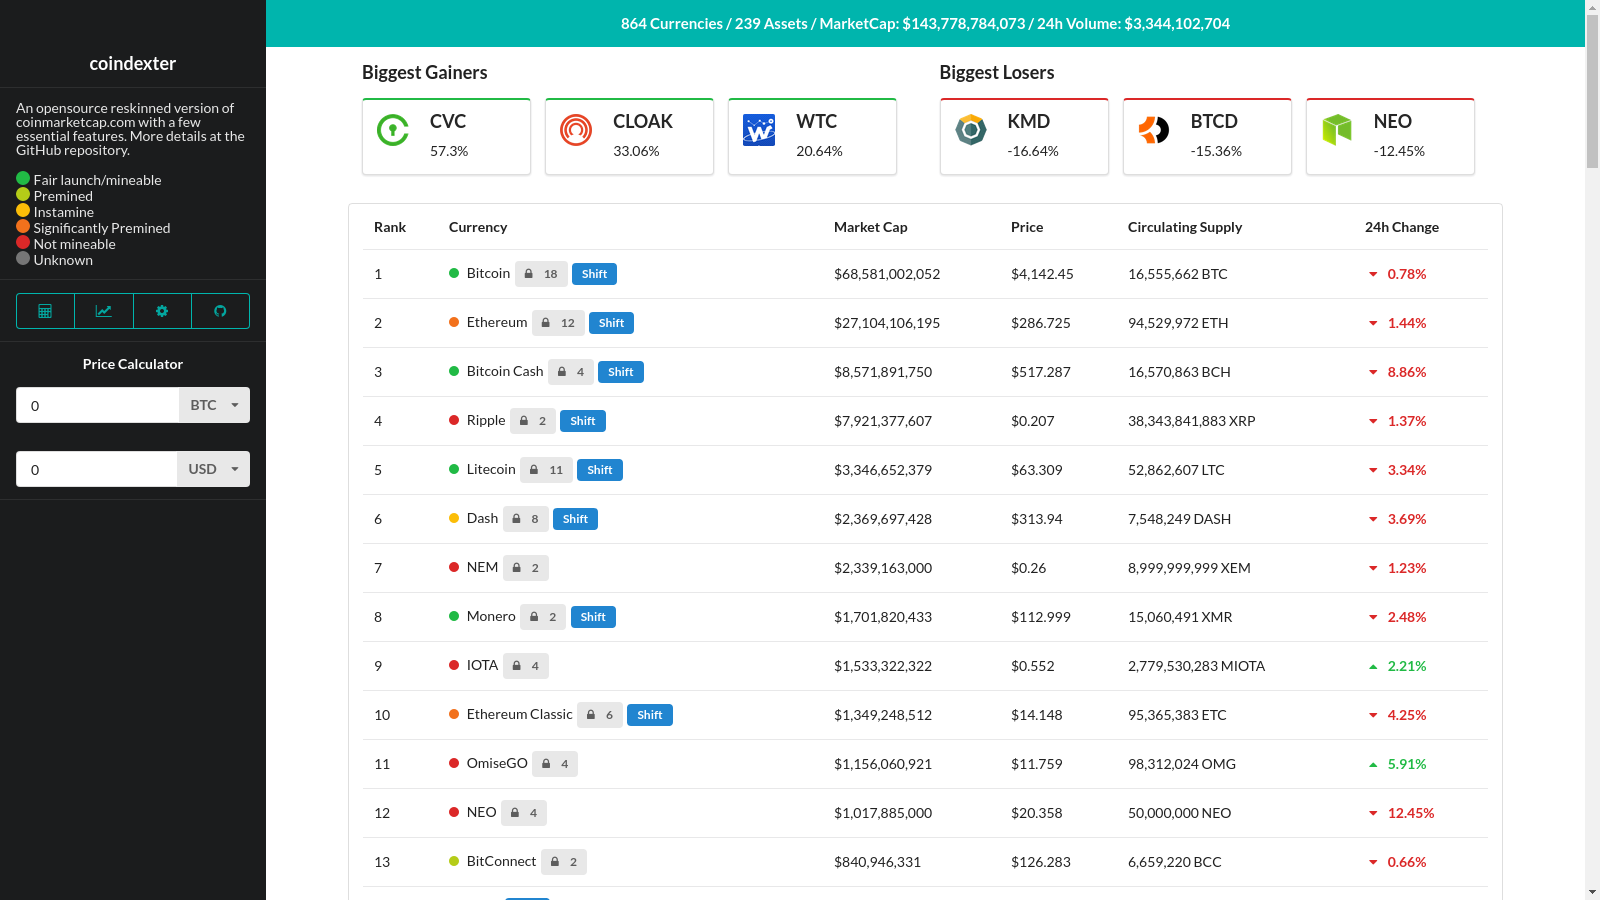 coindexter
An opensource reskinned version of
coinmarketcap.com with a few
essential features. More details at the
GitHub repository.
Fair launch/mineable
Premined
Instamine
Significantly Premined
Not mineable
Unknown
Price Calculator
0 BTC
0 USD
864 Currencies / 239 Assets / MarketCap: $143,778,784,073 / 24h Volume: $3,344,102,704
Biggest Gainers
CVC
57.3%
CLOAK
33.06%
WTC
20.64%
Biggest Losers
KMD
-16.64%
BTCD
-15.36%
NEO
-12.45%
Rank Currency Market Cap Price Circulating Supply 24h Change
1 Bitcoin 18 Shift $68,581,002,052 $4,142.45 16,555,662 BTC 0.78%
2 Ethereum 12 Shift $27,104,106,195 $286.725 94,529,972 ETH 1.44%
3 Bitcoin Cash 4 Shift $8,571,891,750 $517.287 16,570,863 BCH 8.86%
4 Ripple 2 Shift $7,921,377,607 $0.207 38,343,841,883 XRP 1.37%
5 Litecoin 11 Shift $3,346,652,379 $63.309 52,862,607 LTC 3.34%
6 Dash 8 Shift $2,369,697,428 $313.94 7,548,249 DASH 3.69%
7 NEM 2 $2,339,163,000 $0.26 8,999,999,999 XEM 1.23%
8 Monero 2 Shift $1,701,820,433 $112.999 15,060,491 XMR 2.48%
9 IOTA 4 $1,533,322,322 $0.552 2,779,530,283 MIOTA 2.21%
10 Ethereum Classic 6 Shift $1,349,248,512 $14.148 95,365,383 ETC 4.25%
11 OmiseGO 4 $1,156,060,921 $11.759 98,312,024 OMG 5.91%
12 NEO 4 $1,017,885,000 $20.358 50,000,000 NEO 12.45%
13 BitConnect 2 $840,946,331 $126.283 6,659,220 BCC 0.66%